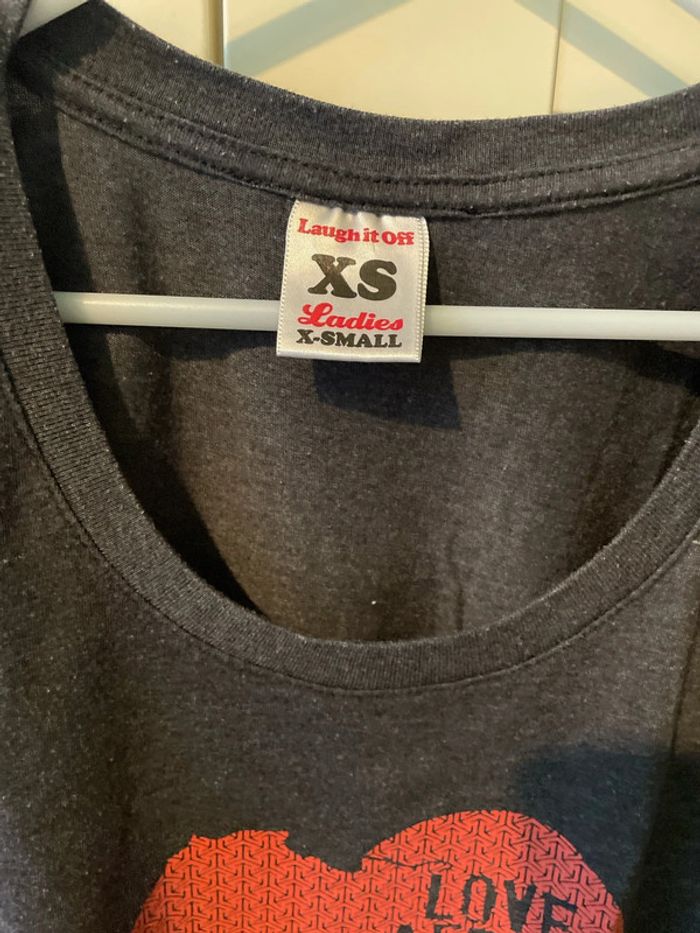 Laugh it Off
XS
Ladies
X-SMALL
LOVE